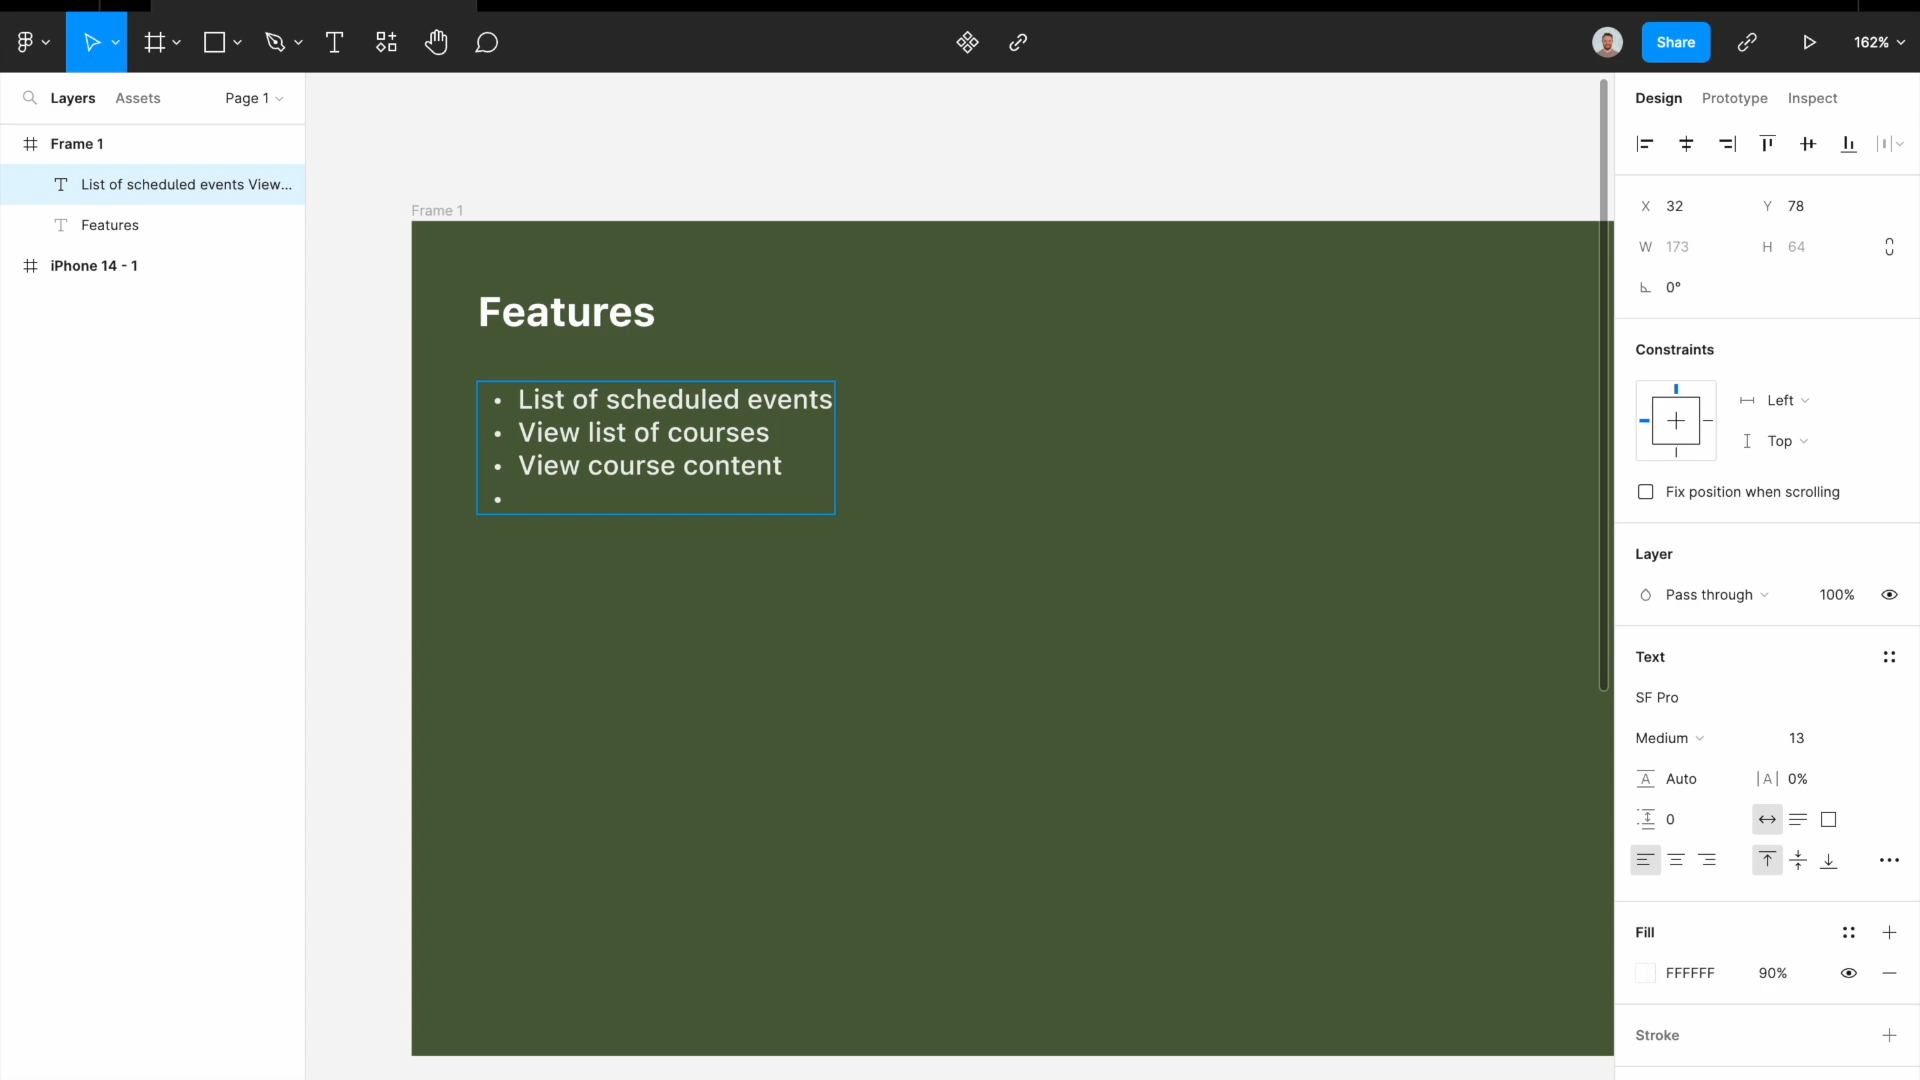 Share
162%
Layers
Assets
Page 1
Design
Prototype
Inspect
Frame 1
List of scheduled events View...
Features
iPhone 14 - 1
Frame 1
Features
• List of scheduled events
• View list of courses
• View course content
•
X 32
Y 78
W 173
H 64
0°
Constraints
Left
Top
Fix position when scrolling
Layer
Pass through
100%
Text
SF Pro
Medium
13
A Auto
|A| 0%
0
Fill
FFFFFF
90%
Stroke